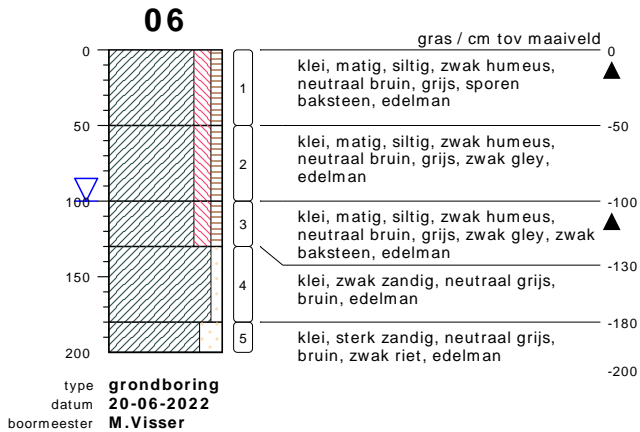 06
gras / cm tov maaiveld
0
0
klei, matig, siltig, zwak humeus,
neutraal bruin, grijs, sporen
baksteen, edelman
1
50
-50
klei, matig, siltig, zwak humeus,
neutraal bruin, grijs, zwak gley,
edelman
2
100
-100
klei, matig, siltig, zwak humeus,
neutraal bruin, grijs, zwak gley, zwak
baksteen, edelman
3
-130
klei, zwak zandig, neutraal grijs,
bruin, edelman
150
4
-180
klei, sterk zandig, neutraal grijs,
bruin, zwak riet, edelman
5
200
-200
type grondboring
datum 20-06-2022
boormeester M.Visser